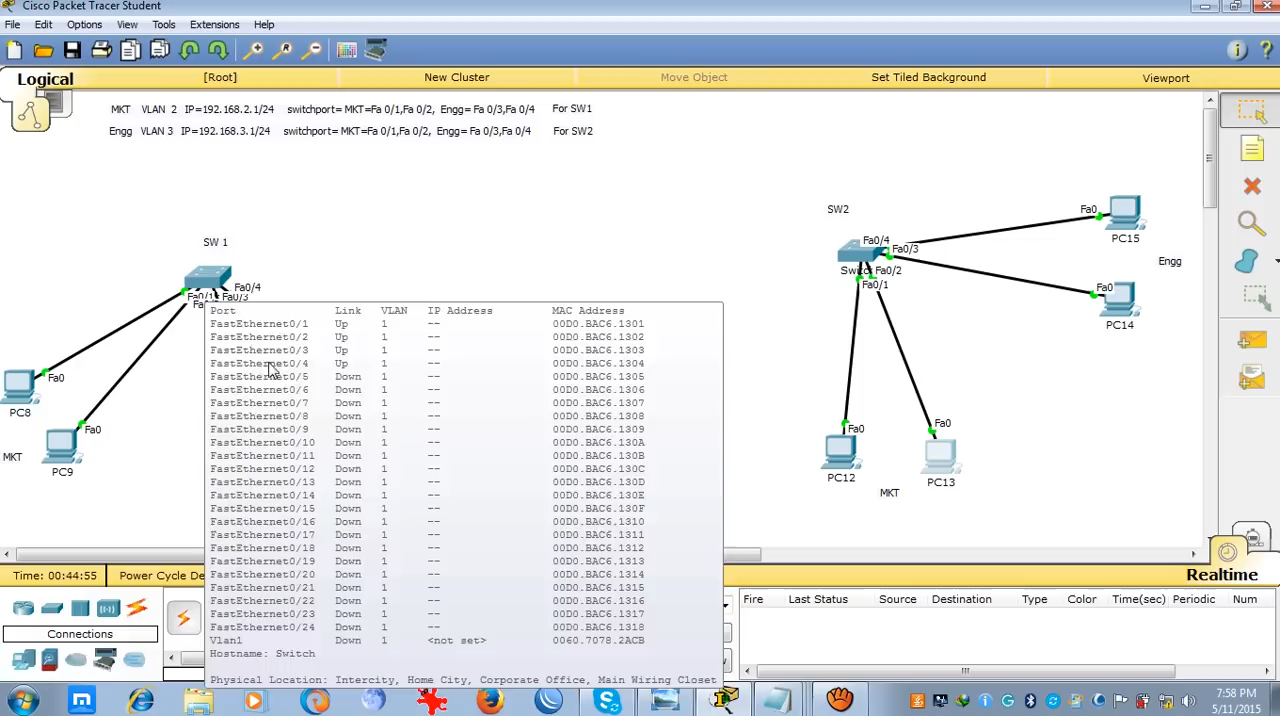 Cisco Packet Tracer Student
File Edit Options View Tools Extensions Help
Logical [Root] New Cluster Move Object Set Tiled Background Viewport
MKT VLAN 2 IP=192.168.2.1/24 switchport= MKT=Fa 0/1,Fa 0/2, Engg= Fa 0/3,Fa 0/4 For SW1
Engg VLAN 3 IP=192.168.3.1/24 switchport= MKT=Fa 0/1,Fa 0/2, Engg= Fa 0/3,Fa 0/4 For SW2
SW 1
Fa0/4
Fa0/1 Fa0/3
Fa0
PC8
Fa0
MKT
PC9
SW2
Fa0/4
Fa0/3
Fa0/2
Fa0/1
Fa0
PC15
Engg
Fa0
PC14
Fa0
PC12
Fa0
PC13
MKT
Port Link VLAN IP Address MAC Address
FastEthernet0/1 Up 1 -- 00D0.BAC6.1301
FastEthernet0/2 Up 1 -- 00D0.BAC6.1302
FastEthernet0/3 Up 1 -- 00D0.BAC6.1303
FastEthernet0/4 Up 1 -- 00D0.BAC6.1304
FastEthernet0/5 Down 1 -- 00D0.BAC6.1305
FastEthernet0/6 Down 1 -- 00D0.BAC6.1306
FastEthernet0/7 Down 1 -- 00D0.BAC6.1307
FastEthernet0/8 Down 1 -- 00D0.BAC6.1308
FastEthernet0/9 Down 1 -- 00D0.BAC6.1309
FastEthernet0/10 Down 1 -- 00D0.BAC6.130A
FastEthernet0/11 Down 1 -- 00D0.BAC6.130B
FastEthernet0/12 Down 1 -- 00D0.BAC6.130C
FastEthernet0/13 Down 1 -- 00D0.BAC6.130D
FastEthernet0/14 Down 1 -- 00D0.BAC6.130E
FastEthernet0/15 Down 1 -- 00D0.BAC6.130F
FastEthernet0/16 Down 1 -- 00D0.BAC6.1310
FastEthernet0/17 Down 1 -- 00D0.BAC6.1311
FastEthernet0/18 Down 1 -- 00D0.BAC6.1312
FastEthernet0/19 Down 1 -- 00D0.BAC6.1313
FastEthernet0/20 Down 1 -- 00D0.BAC6.1314
FastEthernet0/21 Down 1 -- 00D0.BAC6.1315
FastEthernet0/22 Down 1 -- 00D0.BAC6.1316
FastEthernet0/23 Down 1 -- 00D0.BAC6.1317
FastEthernet0/24 Down 1 -- 00D0.BAC6.1318
Vlan1 Down 1 <not set> 0060.7078.2ACB
Hostname: Switch
Physical Location: Intercity, Home City, Corporate Office, Main Wiring Closet
Time: 00:44:55 Power Cycle De
Realtime
Connections
Fire Last Status Source Destination Type Color Time(sec) Periodic Num
7:58 PM
5/11/2015